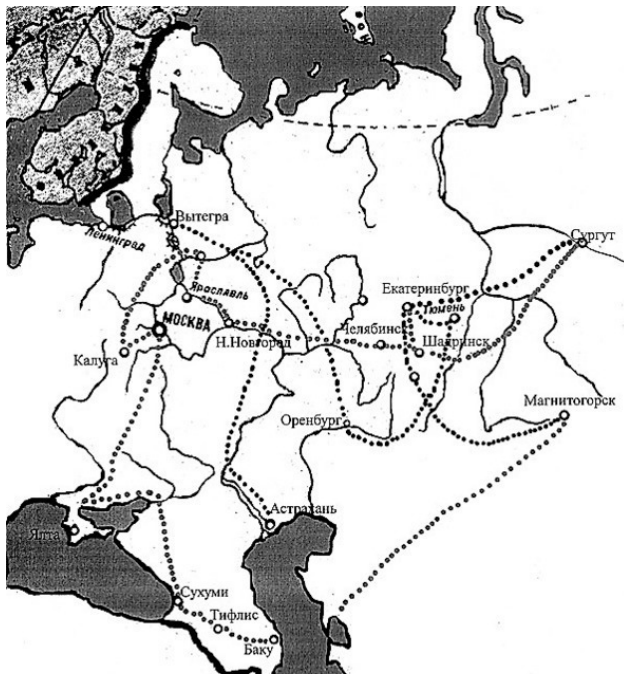 Вытегра
Ленинград
Сургут
Екатеринбург
Ярославль
Тюмень
МОСКВА
Челябинск
Н.Новгород
Шадринск
Калуга
Магнитогорск
Оренбург
Астрахань
Ялта
Сухуми
Тифлис
Баку